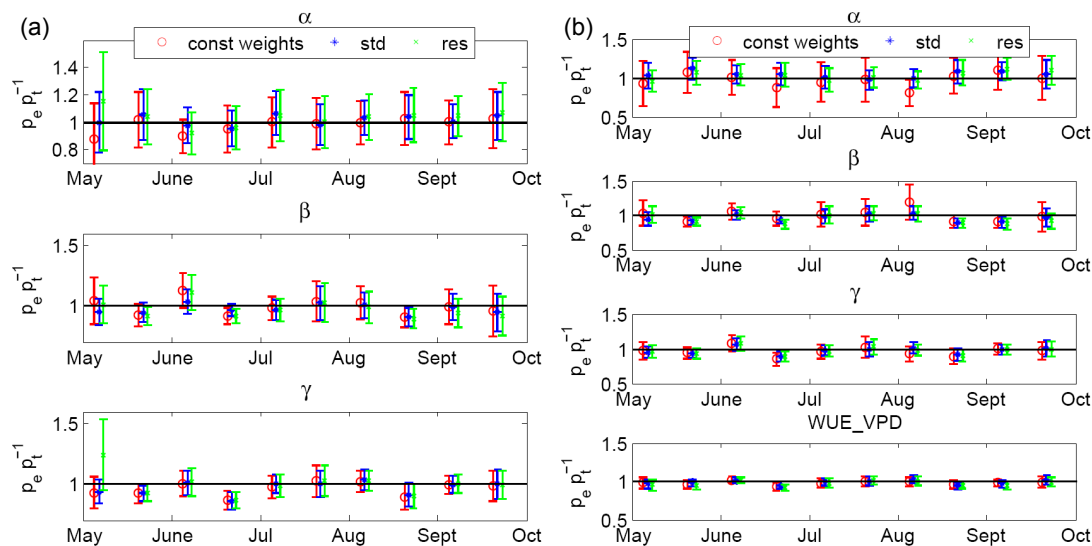 (a)
α
const weights std res
1.4
1.2
1
0.8
p_e p_t^-1
May June Jul Aug Sept Oct
β
1.5
1
p_e p_t^-1
May June Jul Aug Sept Oct
γ
1.5
1
p_e p_t^-1
May June Jul Aug Sept Oct
(b)
α
const weights std res
1.5
1
0.5
p_e p_t^-1
May June Jul Aug Sept Oct
β
1.5
1
0.5
p_e p_t^-1
May June Jul Aug Sept Oct
γ
1.5
1
0.5
p_e p_t^-1
May June Jul Aug Sept Oct
WUE_VPD
1.5
1
0.5
p_e p_t^-1
May June Jul Aug Sept Oct